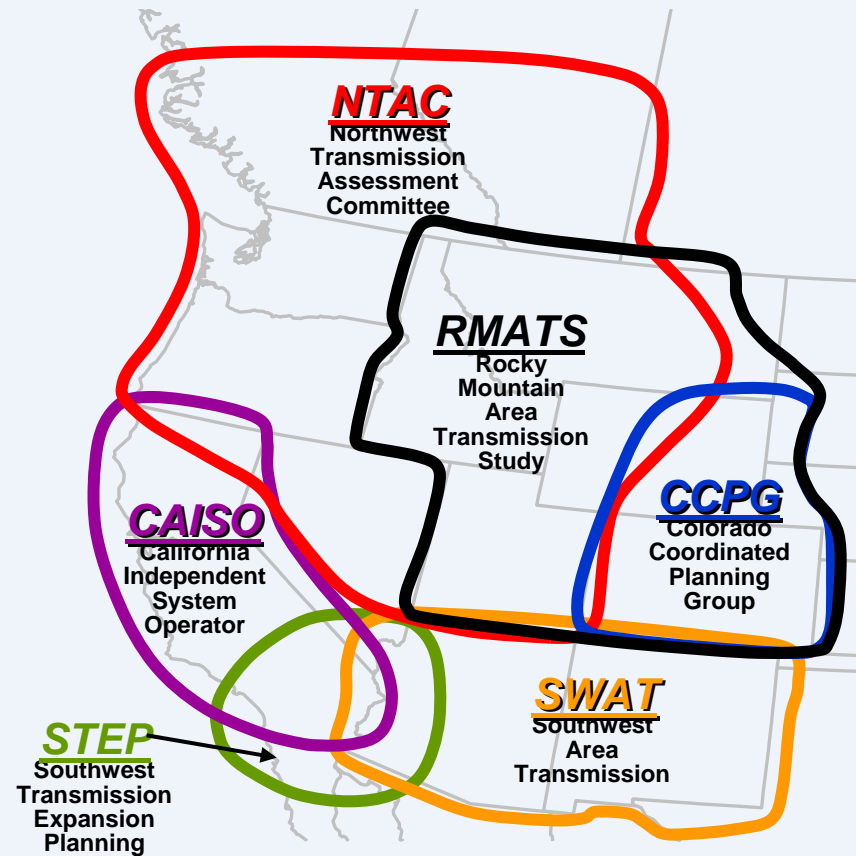 NTAC
Northwest
Transmission
Assessment
Committee
RMATS
Rocky
Mountain
Area
Transmission
Study
CCPG
Colorado
Coordinated
Planning
Group
CAISO
California
Independent
System
Operator
SWAT
Southwest
Area
Transmission
STEP
Southwest
Transmission
Expansion
Planning